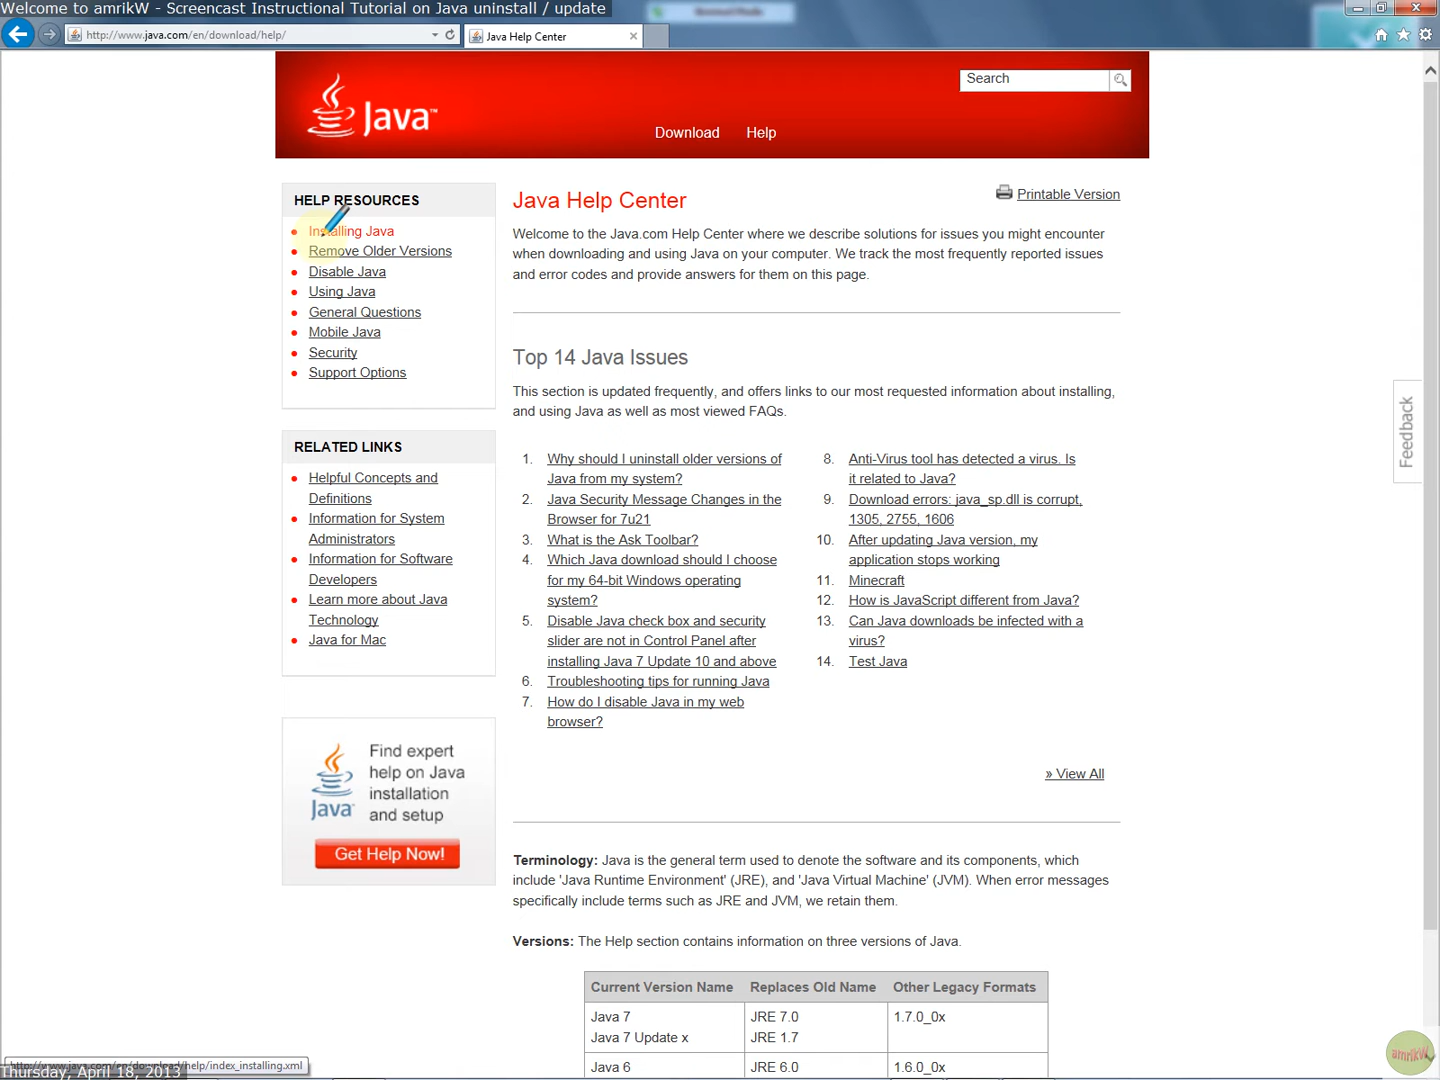 Welcome to amrikW - Screencast Instructional Tutorial on Java uninstall / update
http://www.java.com/en/download/help/
Java Help Center
Java™
Search
Download Help
HELP RESOURCES
Installing Java
Remove Older Versions
Disable Java
Using Java
General Questions
Mobile Java
Security
Support Options
RELATED LINKS
Helpful Concepts and
Definitions
Information for System
Administrators
Information for Software
Developers
Learn more about Java
Technology
Java for Mac
Find expert
help on Java
installation
and setup
Java™
Get Help Now!
Java Help Center
Printable Version
Welcome to the Java.com Help Center where we describe solutions for issues you might encounter
when downloading and using Java on your computer. We track the most frequently reported issues
and error codes and provide answers for them on this page.
Top 14 Java Issues
This section is updated frequently, and offers links to our most requested information about installing,
and using Java as well as most viewed FAQs.
1. Why should I uninstall older versions of
Java from my system?
2. Java Security Message Changes in the
Browser for 7u21
3. What is the Ask Toolbar?
4. Which Java download should I choose
for my 64-bit Windows operating
system?
5. Disable Java check box and security
slider are not in Control Panel after
installing Java 7 Update 10 and above
6. Troubleshooting tips for running Java
7. How do I disable Java in my web
browser?
8. Anti-Virus tool has detected a virus. Is
it related to Java?
9. Download errors: java_sp.dll is corrupt,
1305, 2755, 1606
10. After updating Java version, my
application stops working
11. Minecraft
12. How is JavaScript different from Java?
13. Can Java downloads be infected with a
virus?
14. Test Java
» View All
Terminology: Java is the general term used to denote the software and its components, which
include 'Java Runtime Environment' (JRE), and 'Java Virtual Machine' (JVM). When error messages
specifically include terms such as JRE and JVM, we retain them.
Versions: The Help section contains information on three versions of Java.
Current Version Name Replaces Old Name Other Legacy Formats
Java 7 JRE 7.0 1.7.0_0x
Java 7 Update x JRE 1.7
Java 6 JRE 6.0 1.6.0_0x
Feedback
http://www.java.com/en/download/help/index_installing.xml
Thursday, April 18, 2013
amrikW